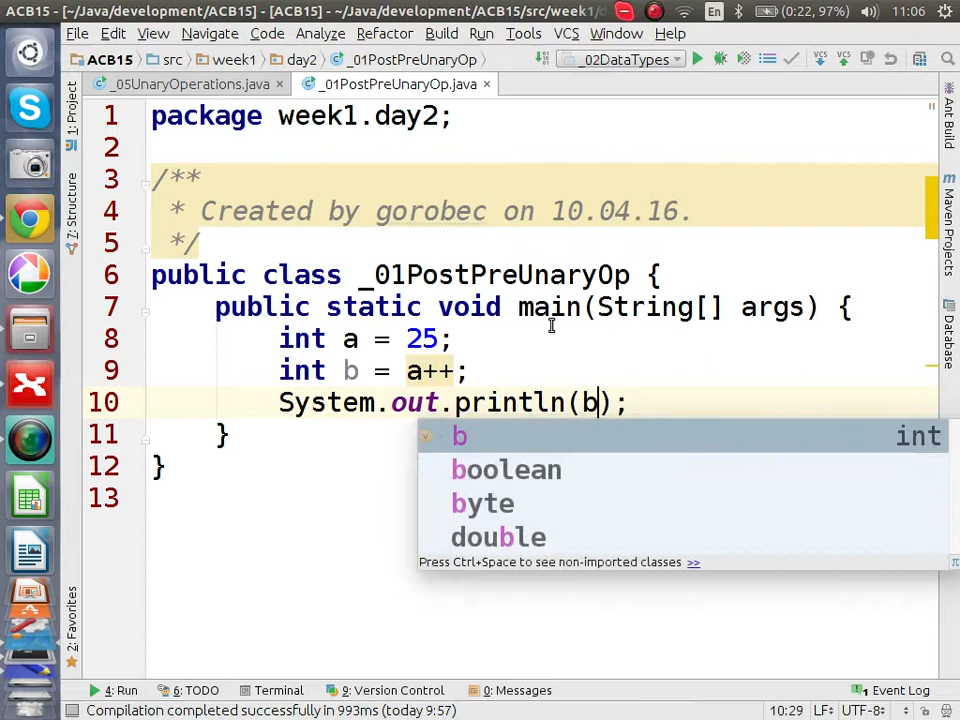 ACB15 - [~/Java/development/ACB15] - [ACB15] - ~/Java/development/ACB15/src/week1/ En (0:22, 97%) 11:06
File Edit View Navigate Code Analyze Refactor Build Run Tools VCS Window Help
ACB15 src week1 day2 _01PostPreUnaryOp _02DataTypes VCS VCS
_05UnaryOperations.java _01PostPreUnaryOp.java
1 package week1.day2;
2
3 /**
4 * Created by gorobec on 10.04.16.
5 */
6 public class _01PostPreUnaryOp {
7 public static void main(String[] args) {
8 int a = 25;
9 int b = a++;
10 System.out.println(b);
11 }
12 }
13
b int
boolean
byte
double
Press Ctrl+Space to see non-imported classes >>
1: Project
7: Structure
2: Favorites
Ant Build
Maven Projects
Database
4: Run 6: TODO Terminal 9: Version Control 0: Messages 1 Event Log
Compilation completed successfully in 993ms (today 9:57) 10:29 LF UTF-8